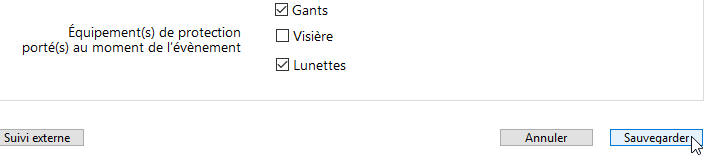 Gants
Équipement(s) de protection
porté(s) au moment de l'évènement
Visière
Lunettes
Suivi externe
Annuler
Sauvegarder